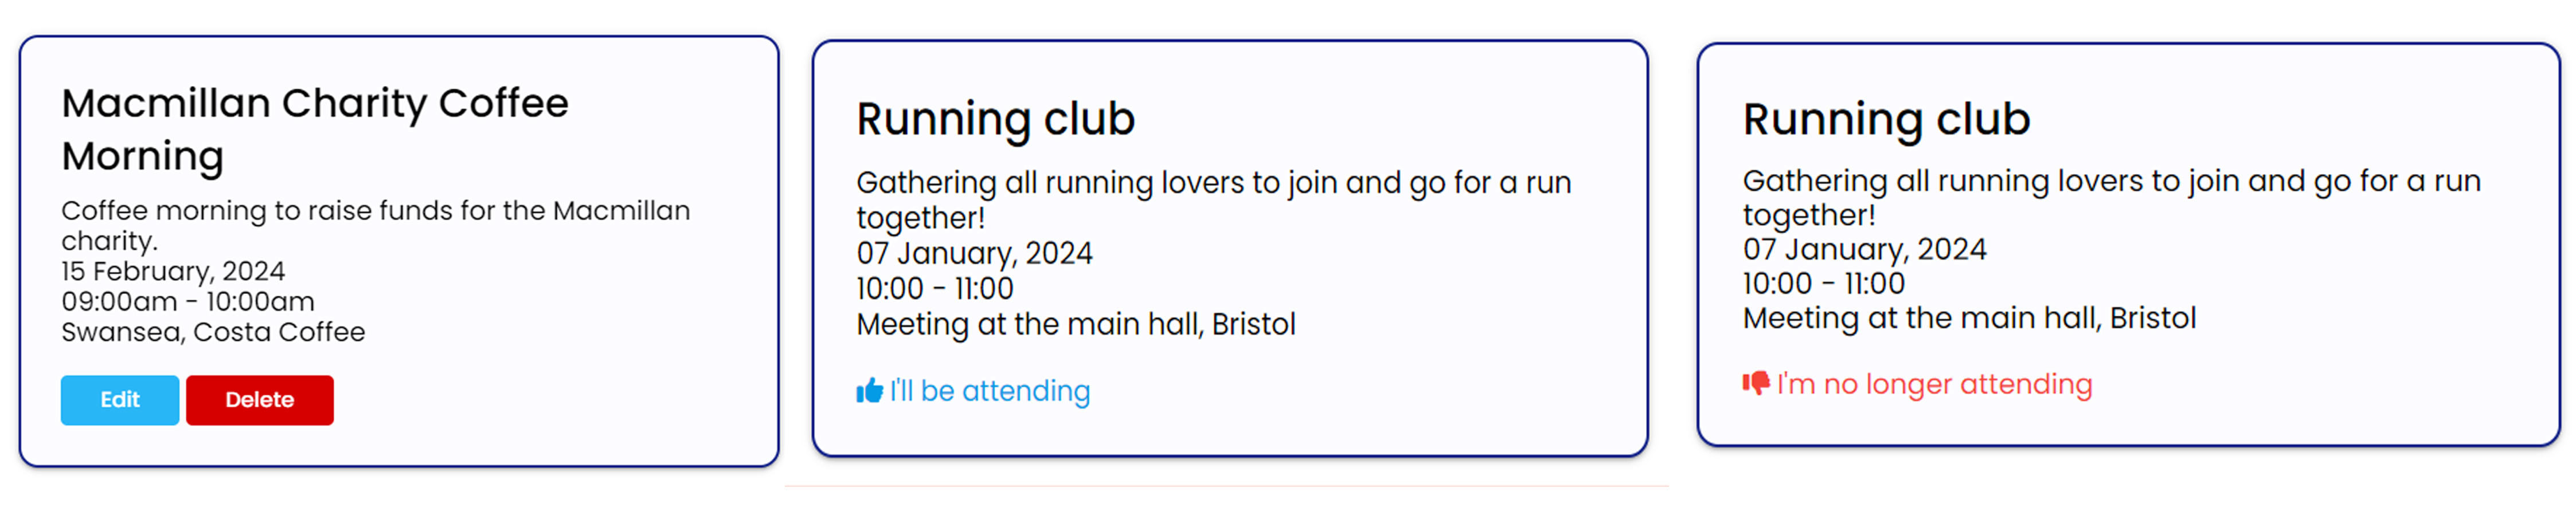 Macmillan Charity Coffee
Morning
Coffee morning to raise funds for the Macmillan
charity.
15 February, 2024
09:00am - 10:00am
Swansea, Costa Coffee
Edit
Delete
Running club
Gathering all running lovers to join and go for a run
together!
07 January, 2024
10:00 - 11:00
Meeting at the main hall, Bristol
I'll be attending
Running club
Gathering all running lovers to join and go for a run
together!
07 January, 2024
10:00 - 11:00
Meeting at the main hall, Bristol
I'm no longer attending